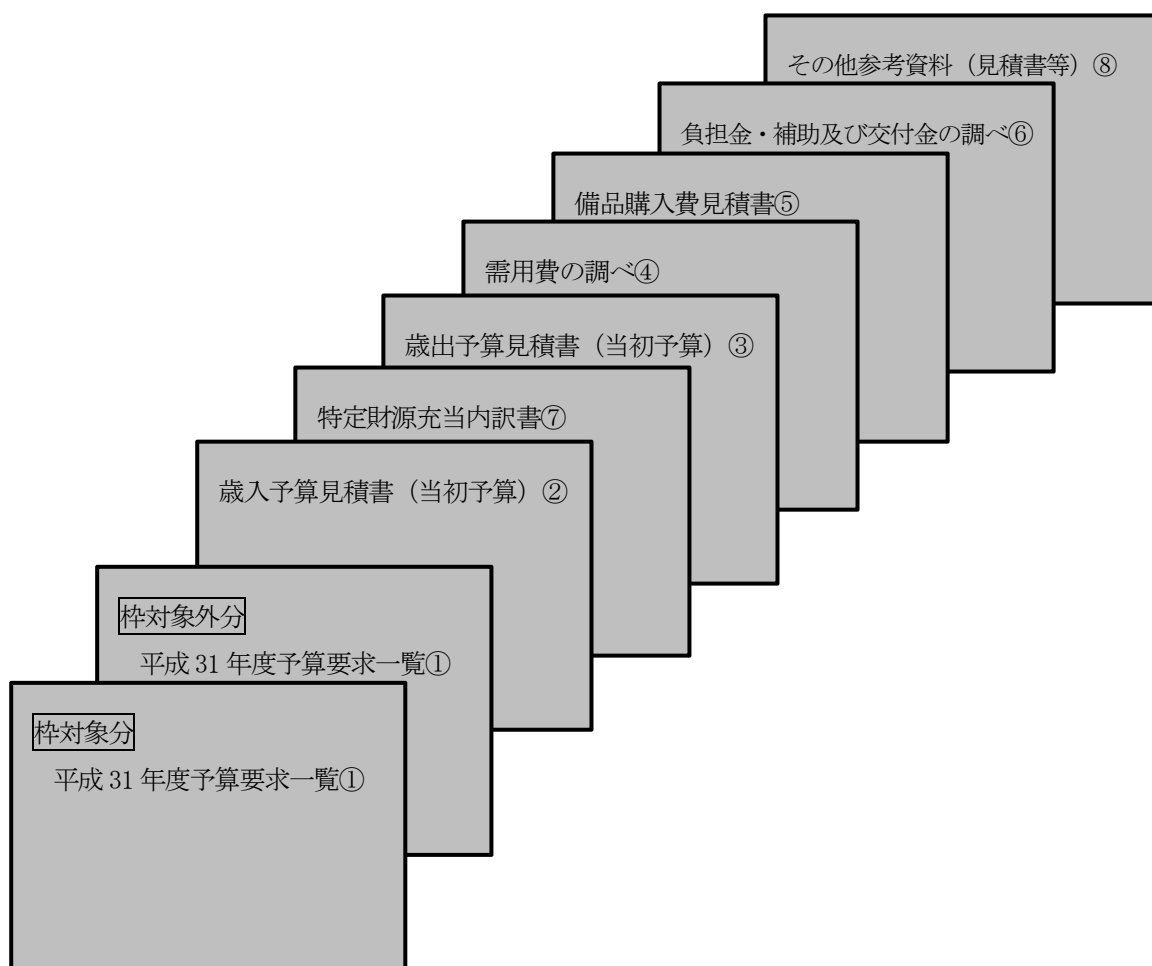 その他参考資料（見積書等）⑧
負担金・補助及び交付金の調べ⑥
備品購入費見積書⑤
需用費の調べ④
歳出予算見積書（当初予算）③
特定財源充当内訳書⑦
歳入予算見積書（当初予算）②
枠対象外分
平成 31 年度予算要求一覧①
枠対象分
平成 31 年度予算要求一覧①